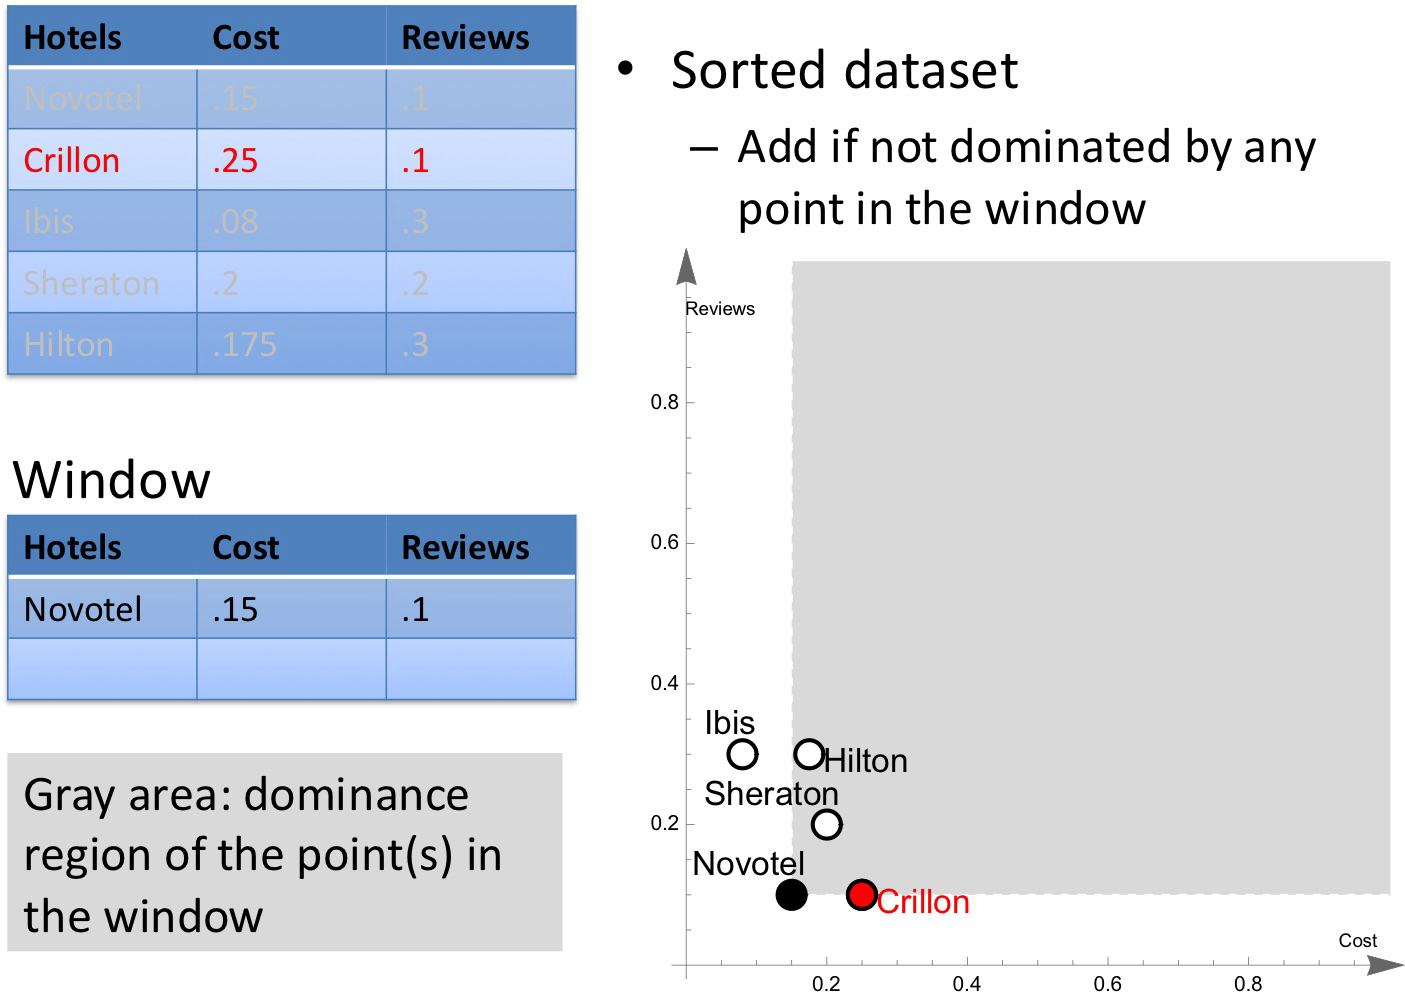 Hotels Cost Reviews
Novotel .15 .1
Crillon .25 .1
Ibis .08 .3
Sheraton .2 .2
Hilton .175 .3
Window
Hotels Cost Reviews
Novotel .15 .1
Gray area: dominance
region of the point(s) in
the window
• Sorted dataset
– Add if not dominated by any
point in the window
Reviews
0.8
0.6
0.4
0.2
Ibis
Hilton
Sheraton
Novotel
Crillon
Cost
0.2 0.4 0.6 0.8